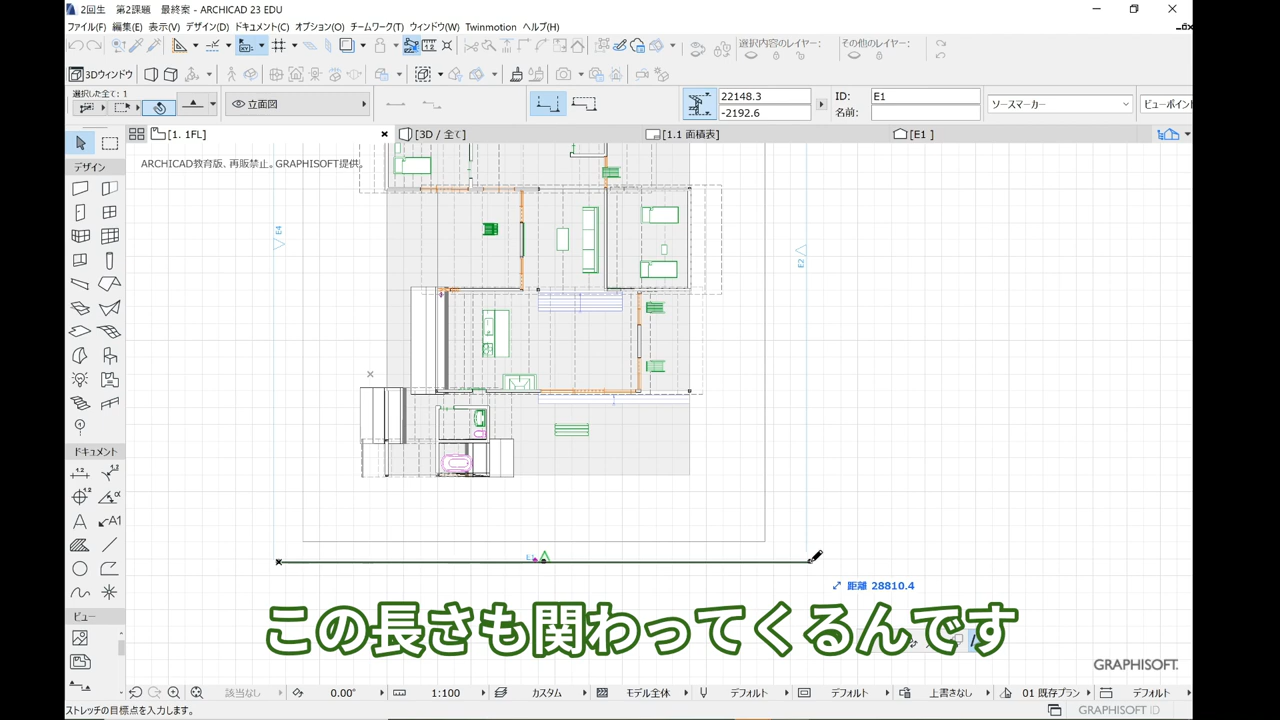 2回生 第2課題 最終案 - ARCHICAD 23 EDU
ファイル(F) 編集(E) 表示(V) デザイン(D) ドキュメント(C) オプション(O) チームワーク(T) ウィンドウ(W) Twinmotion ヘルプ(H)
選択内容のレイヤー: その他のレイヤー:
3Dウィンドウ
選択した全て: 1
立面図
22148.3
-2192.6
ID: E1
名前:
ソースマーカー
ビューポイント
[1. 1FL] [3D / 全て] [1.1 面積表] [E1 ]
デザイン
ARCHICAD教育版、再販禁止。GRAPHISOFT提供。
E4
E2
ドキュメント
E1
距離 28810.4
この長さも関わってくるんです
ビュー
GRAPHISOFT.
該当なし 0.00° 1:100 カスタム モデル全体 デフォルト デフォルト 上書きなし 01 既存プラン デフォルト
ストレッチの目標点を入力します。
GRAPHISOFT ID